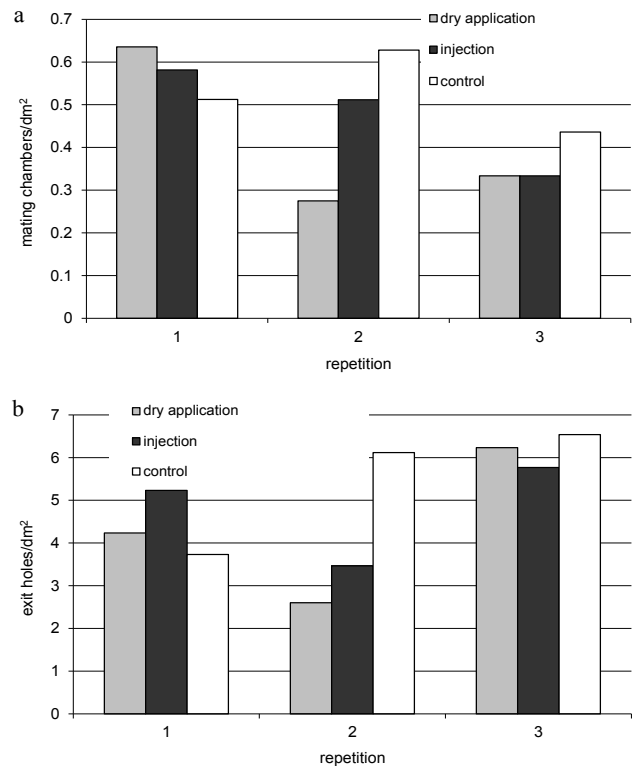 a
dry application
injection
control
mating chambers/dm²
0.7
0.6
0.5
0.4
0.3
0.2
0.1
0
1 2 3
repetition
b
dry application
injection
control
exit holes/dm²
7
6
5
4
3
2
1
0
1 2 3
repetition